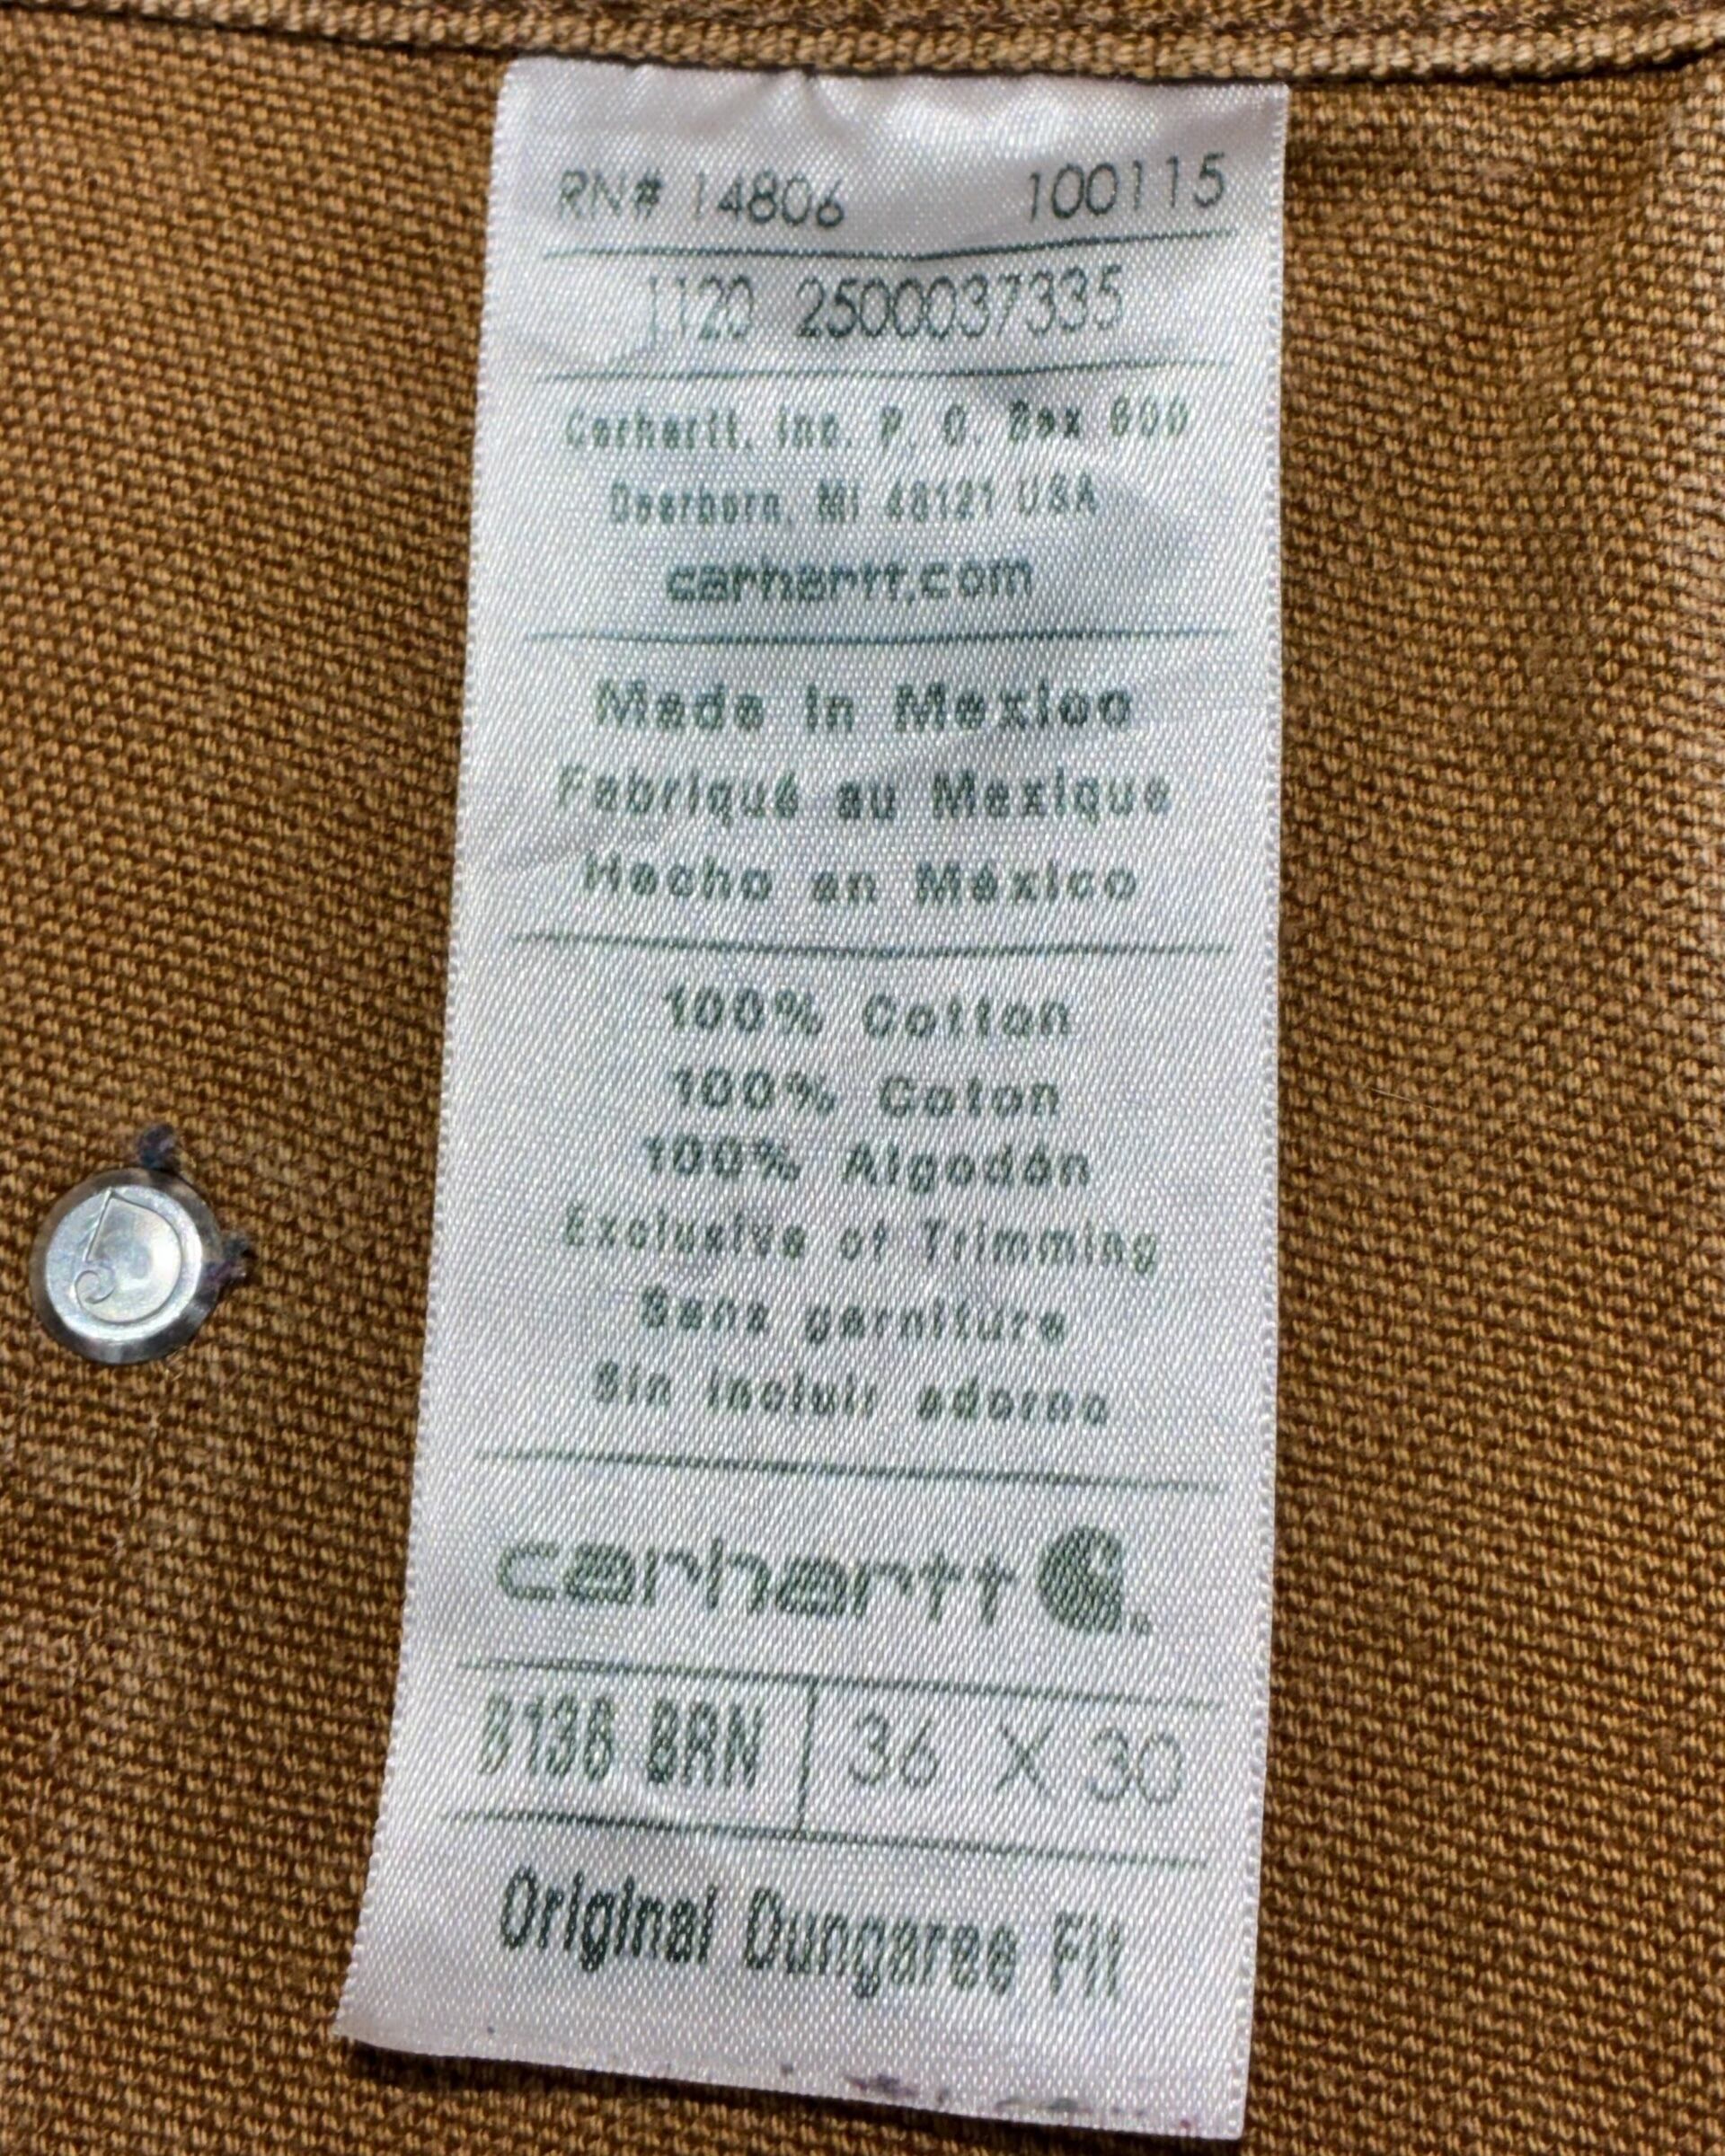 RN# 14806 100115
1120 2500037335
Carhartt, Inc. P. O. Box 600
Dearborn, MI 48121 USA
carhartt.com
Made in Mexico
Fabriqué au Mexique
Hecho en México
100% Cotton
100% Coton
100% Algodón
Exclusive of Trimming
Sans garniture
Sin incluir adorno
carhartt
B136 BRN 36 X 30
Original Dungaree Fit